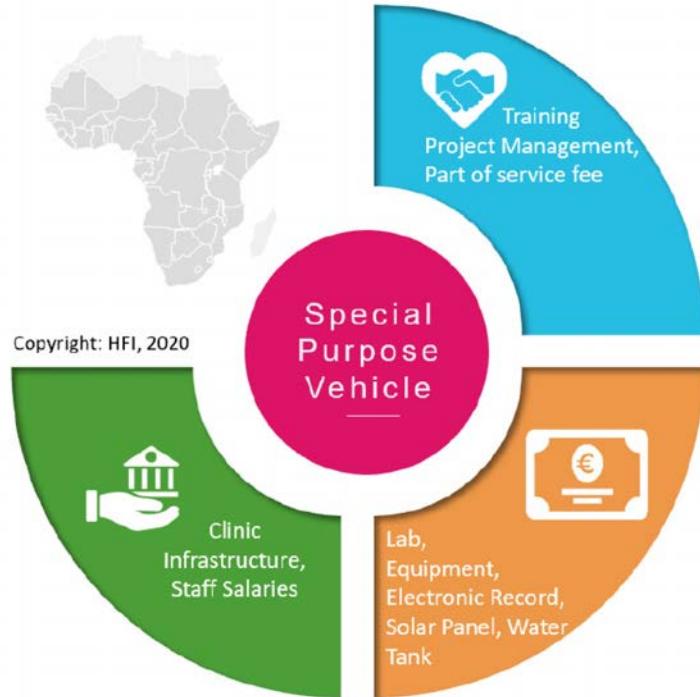 Training
Project Management,
Part of service fee
Special
Purpose
Vehicle
Copyright: HFI, 2020
Clinic
Infrastructure,
Staff Salaries
€
Lab,
Equipment,
Electronic Record,
Solar Panel, Water
Tank